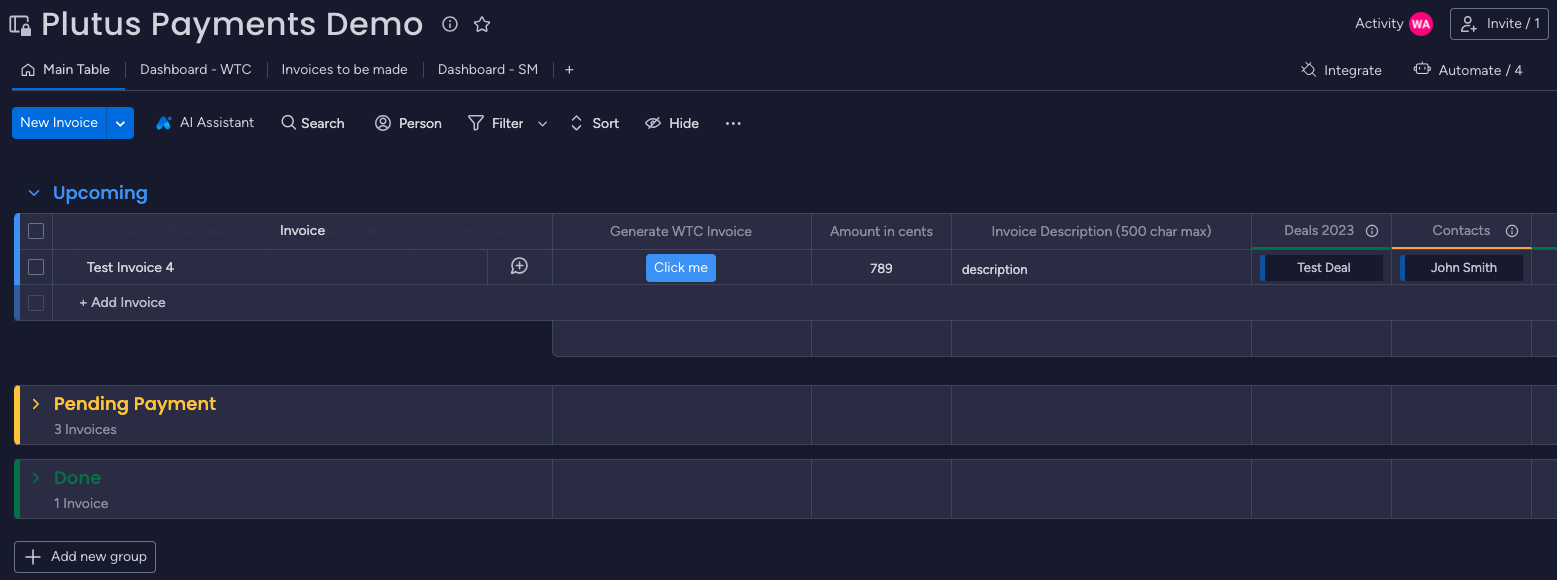 Plutus Payments Demo
Activity WA Invite / 1
Main Table Dashboard - WTC Invoices to be made Dashboard - SM +
Integrate Automate / 4
New Invoice AI Assistant Search Person Filter Sort Hide ...
Upcoming
Invoice Generate WTC Invoice Amount in cents Invoice Description (500 char max) Deals 2023 Contacts
Test Invoice 4 Click me 789 description Test Deal John Smith
+ Add Invoice
Pending Payment
3 Invoices
Done
1 Invoice
+ Add new group